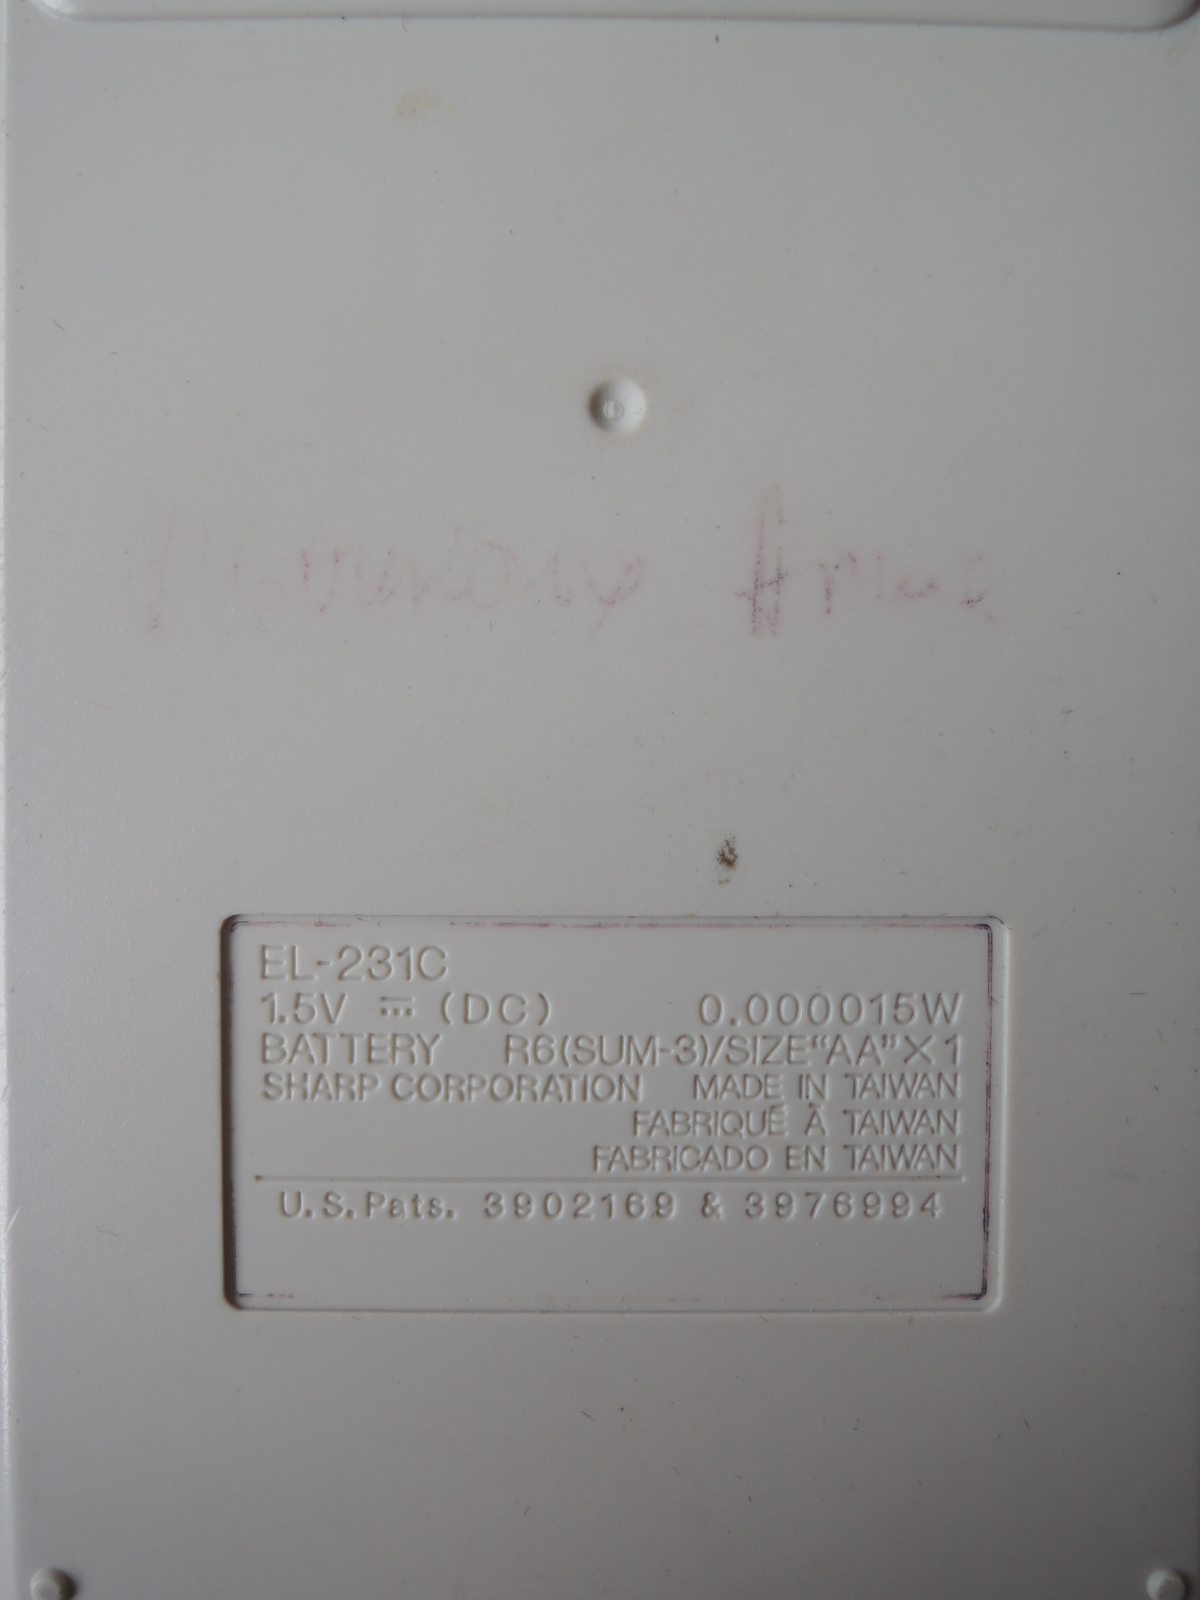 EL-231C
1.5V ⎓ (DC) 0.000015W
BATTERY R6(SUM-3)/SIZE“AA”X1
SHARP CORPORATION MADE IN TAIWAN
FABRIQUÉ À TAIWAN
FABRICADO EN TAIWAN
U.S.Pats. 3902169 & 3976994